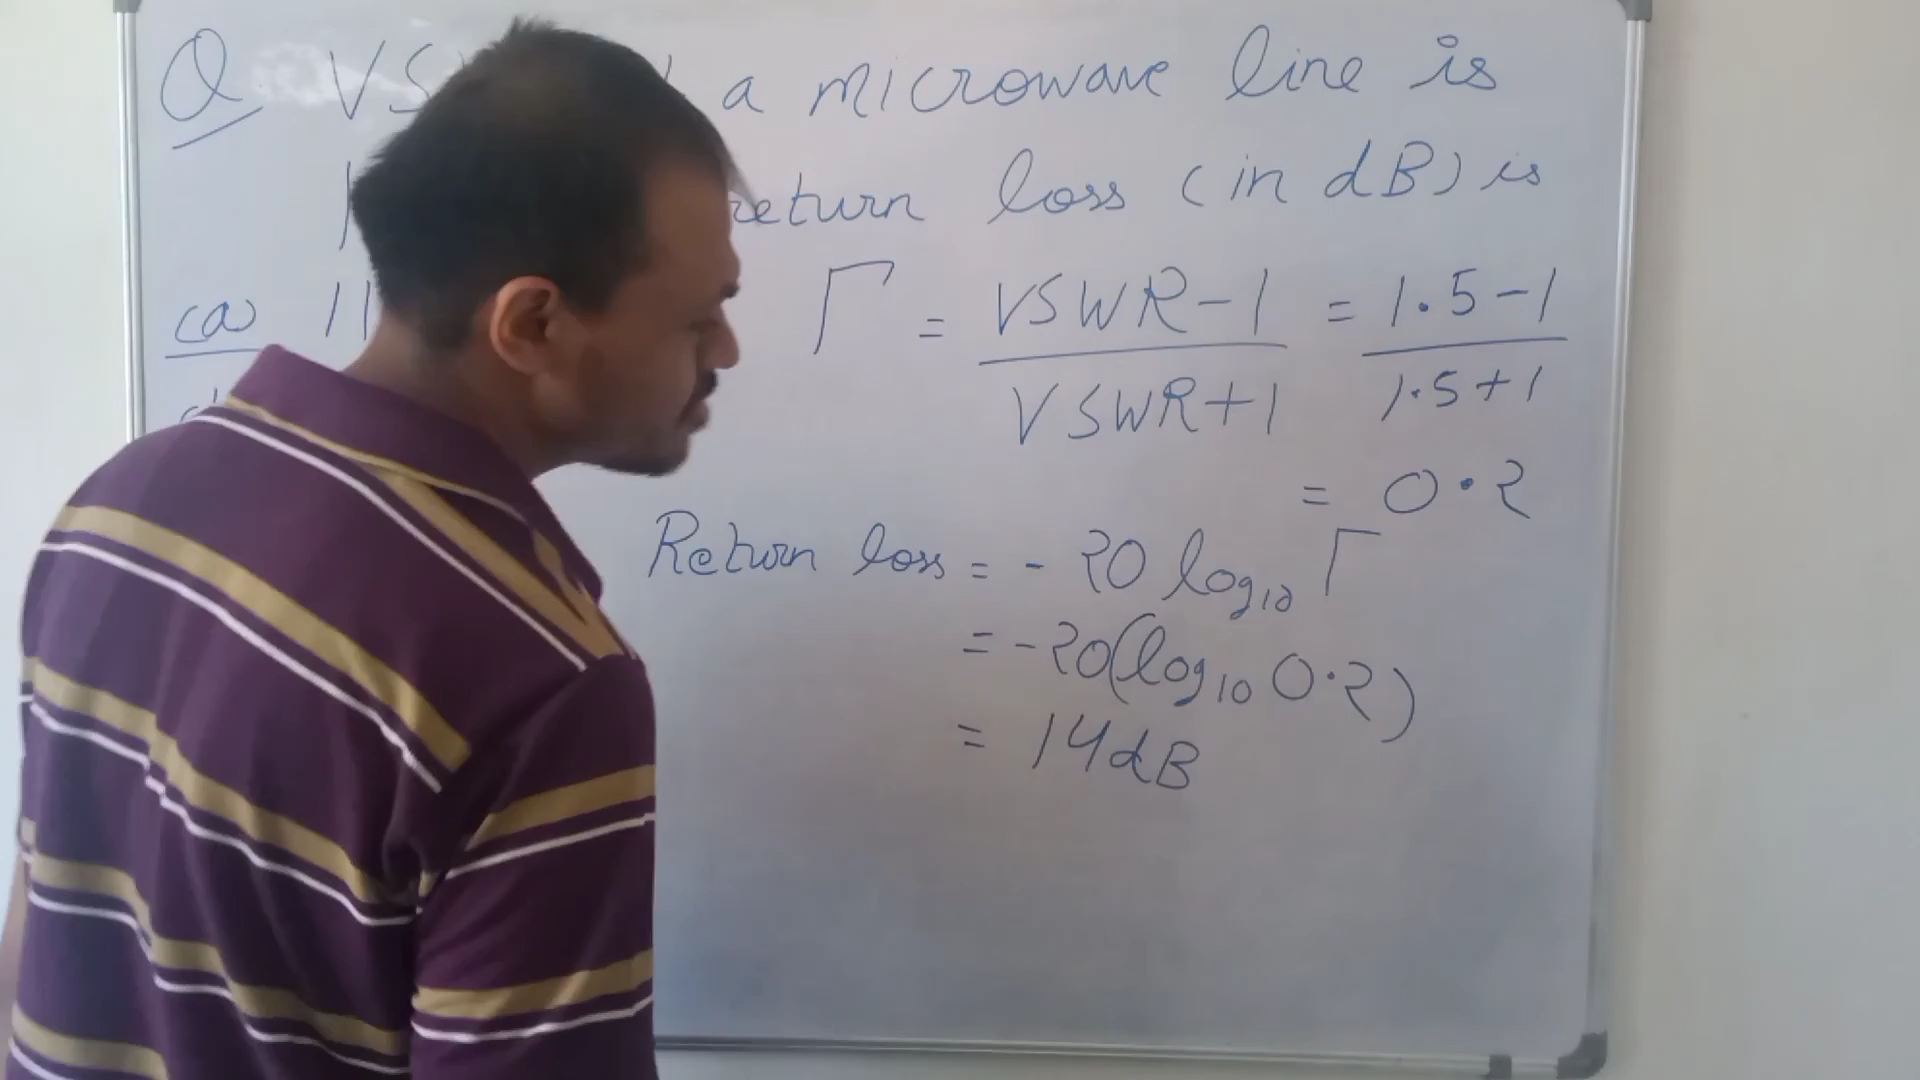 Q a microwave line is
return loss (in dB) is
(a) Γ = VSWR-1 / VSWR+1 = 1.5-1 / 1.5+1
= 0.2
Return loss = - 20 log10 Γ
= -20(log10 0.2)
= 14dB